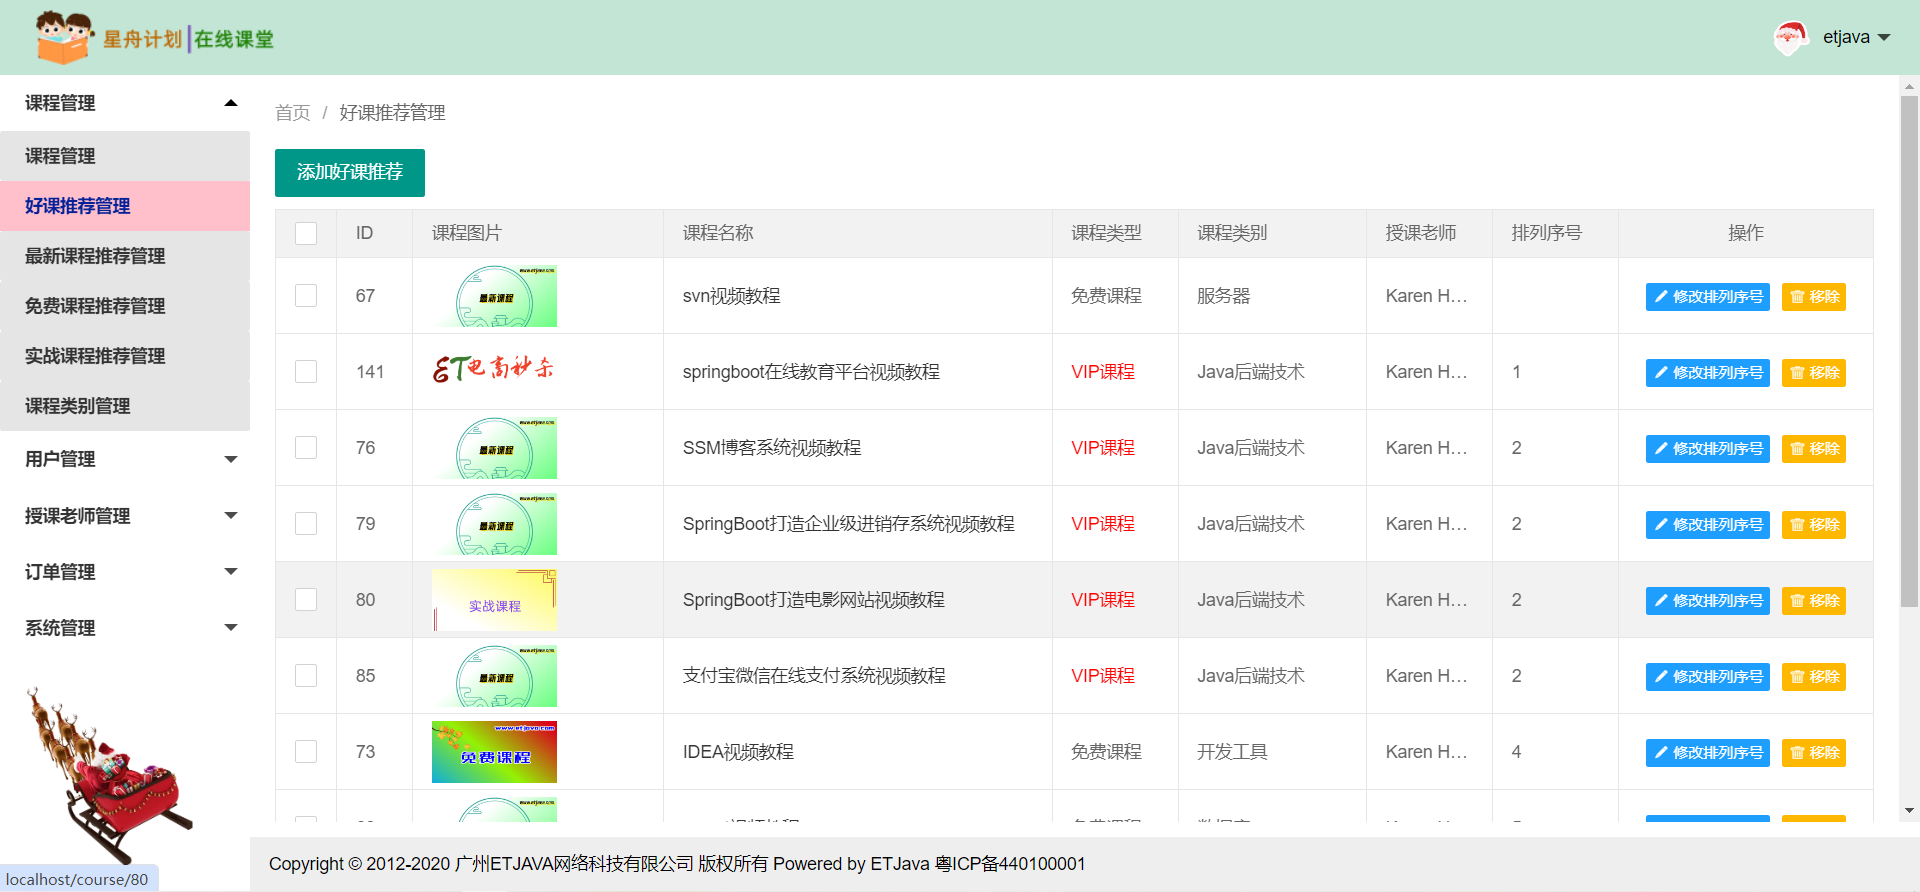 星舟计划|在线课堂
etjava
课程管理
课程管理
好课推荐管理
最新课程推荐管理
免费课程推荐管理
实战课程推荐管理
课程类别管理
用户管理
授课老师管理
订单管理
系统管理
首页 / 好课推荐管理
添加好课推荐
ID 课程图片 课程名称 课程类型 课程类别 授课老师 排列序号 操作
67 最新课程 svn视频教程 免费课程 服务器 Karen H... 修改排列序号 移除
141 ET电商秒杀 springboot在线教育平台视频教程 VIP课程 Java后端技术 Karen H... 1 修改排列序号 移除
76 最新课程 SSM博客系统视频教程 VIP课程 Java后端技术 Karen H... 2 修改排列序号 移除
79 最新课程 SpringBoot打造企业级进销存系统视频教程 VIP课程 Java后端技术 Karen H... 2 修改排列序号 移除
80 实战课程 SpringBoot打造电影网站视频教程 VIP课程 Java后端技术 Karen H... 2 修改排列序号 移除
85 最新课程 支付宝微信在线支付系统视频教程 VIP课程 Java后端技术 Karen H... 2 修改排列序号 移除
73 www.etjava.com 免费课程 IDEA视频教程 免费课程 开发工具 Karen H... 4 修改排列序号 移除
Copyright © 2012-2020 广州ETJAVA网络科技有限公司 版权所有 Powered by ETJava 粤ICP备440100001
localhost/course/80